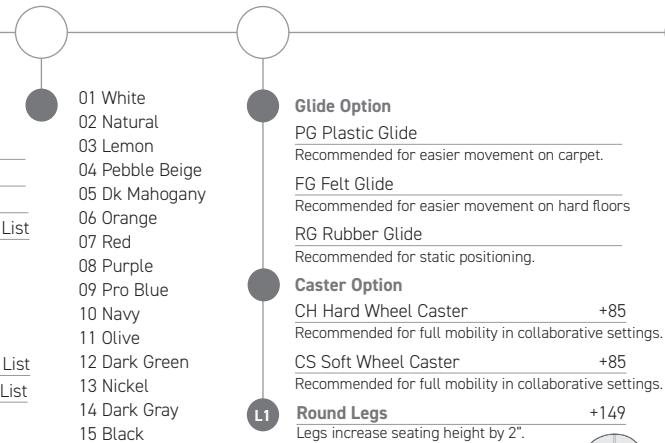 List
List
List
01 White
02 Natural
03 Lemon
04 Pebble Beige
05 Dk Mahogany
06 Orange
07 Red
08 Purple
09 Pro Blue
10 Navy
11 Olive
12 Dark Green
13 Nickel
14 Dark Gray
15 Black
Glide Option
PG Plastic Glide
Recommended for easier movement on carpet.
FG Felt Glide
Recommended for easier movement on hard floors
RG Rubber Glide
Recommended for static positioning.
Caster Option
CH Hard Wheel Caster +85
Recommended for full mobility in collaborative settings.
CS Soft Wheel Caster +85
Recommended for full mobility in collaborative settings.
L1 Round Legs +149
Legs increase seating height by 2".